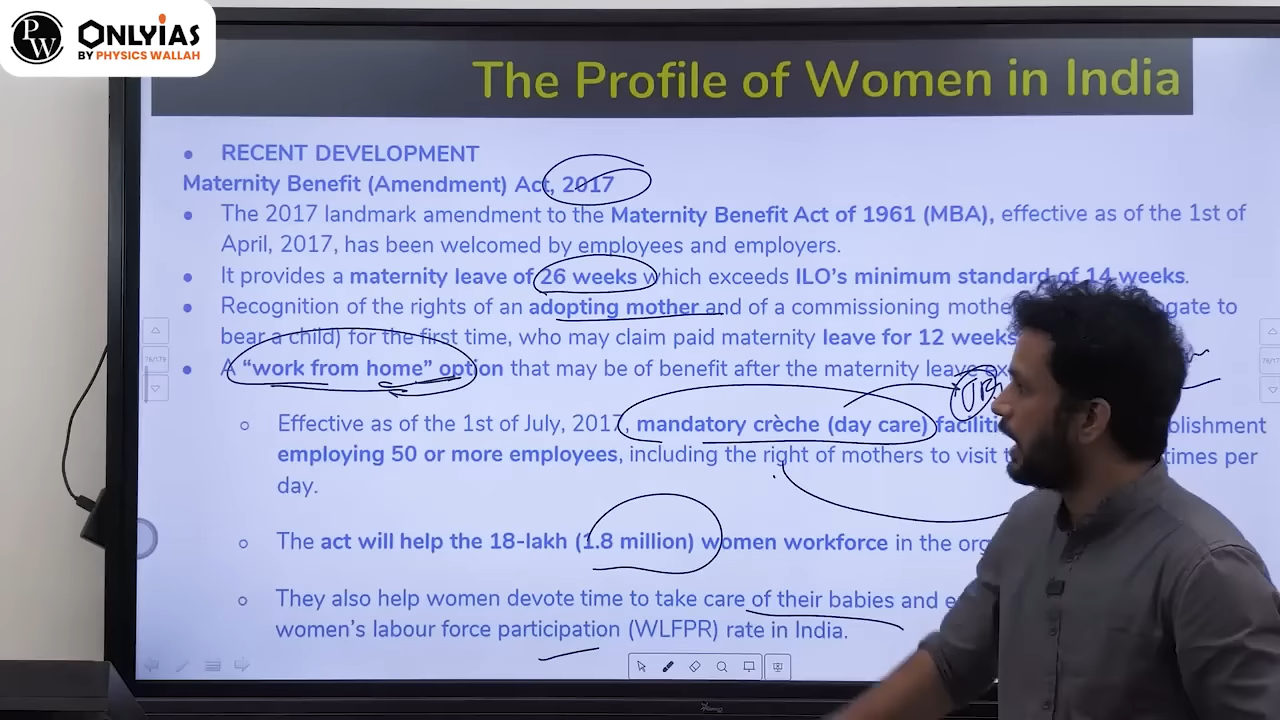 PW
ONLYIAS
BY PHYSICS WALLAH
The Profile of Women in India
• RECENT DEVELOPMENT
Maternity Benefit (Amendment) Act, 2017
• The 2017 landmark amendment to the Maternity Benefit Act of 1961 (MBA), effective as of the 1st of
April, 2017, has been welcomed by employees and employers.
• It provides a maternity leave of 26 weeks which exceeds ILO's minimum standard of 14 weeks.
• Recognition of the rights of an adopting mother and of a commissioning
bear a child) for the first time, who may claim paid maternity leave for 12 weeks
• A “work from home” option that may be of benefit after the maternity leave
○ Effective as of the 1st of July, 2017, mandatory crèche (day care)
employing 50 or more employees, including the right of mothers to visit times per
day.
○ The act will help the 18-lakh (1.8 million) women workforce in the
○ They also help women devote time to take care of their babies and
women's labour force participation (WLFPR) rate in India.